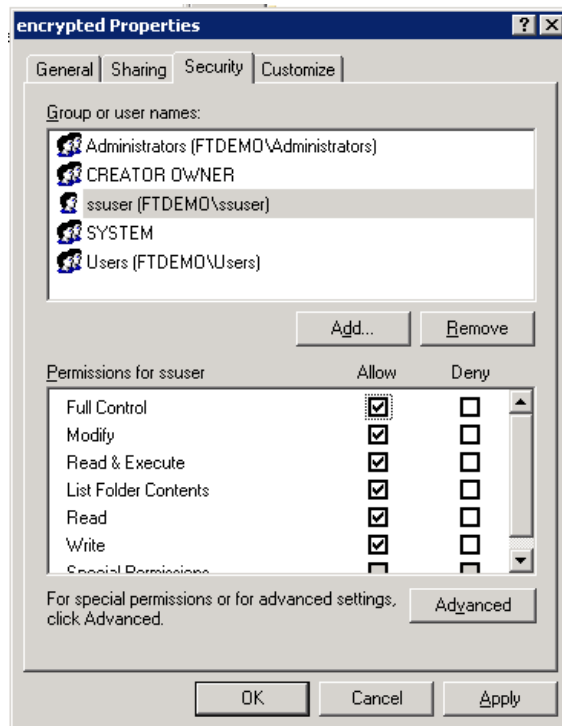 encrypted Properties
General Sharing Security Customize
Group or user names:
Administrators (FTDEMO\Administrators)
CREATOR OWNER
ssuser (FTDEMO\ssuser)
SYSTEM
Users (FTDEMO\Users)
Add... Remove
Permissions for ssuser Allow Deny
Full Control
Modify
Read & Execute
List Folder Contents
Read
Write
Special Permissions
For special permissions or for advanced settings, Advanced
click Advanced.
OK Cancel Apply